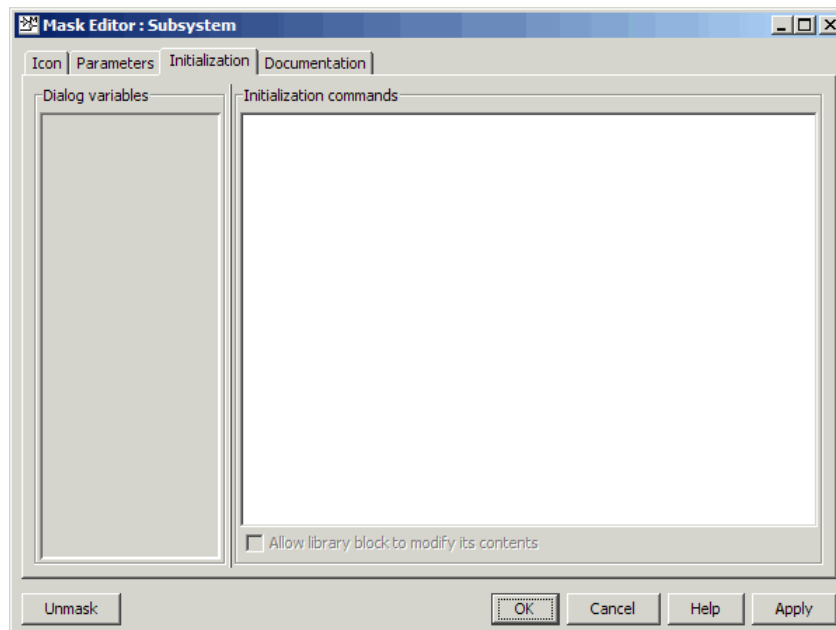 Mask Editor : Subsystem
Icon Parameters Initialization Documentation
Dialog variables
Initialization commands
Allow library block to modify its contents
Unmask OK Cancel Help Apply